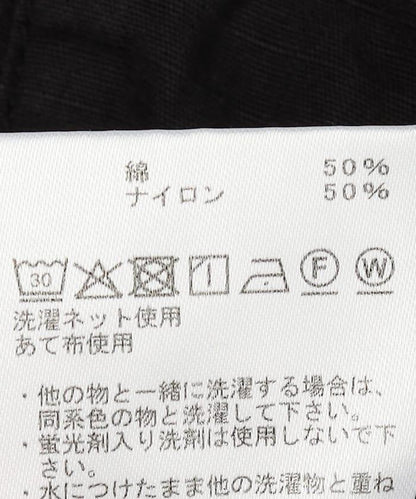 綿 50%
ナイロン 50%
30 F W
洗濯ネット使用
あて布使用
・他の物と一緒に洗濯する場合は、
同系色の物と洗濯して下さい。
・蛍光剤入り洗剤は使用しないで下
さい。
・水につけたまま他の洗濯物と重ね